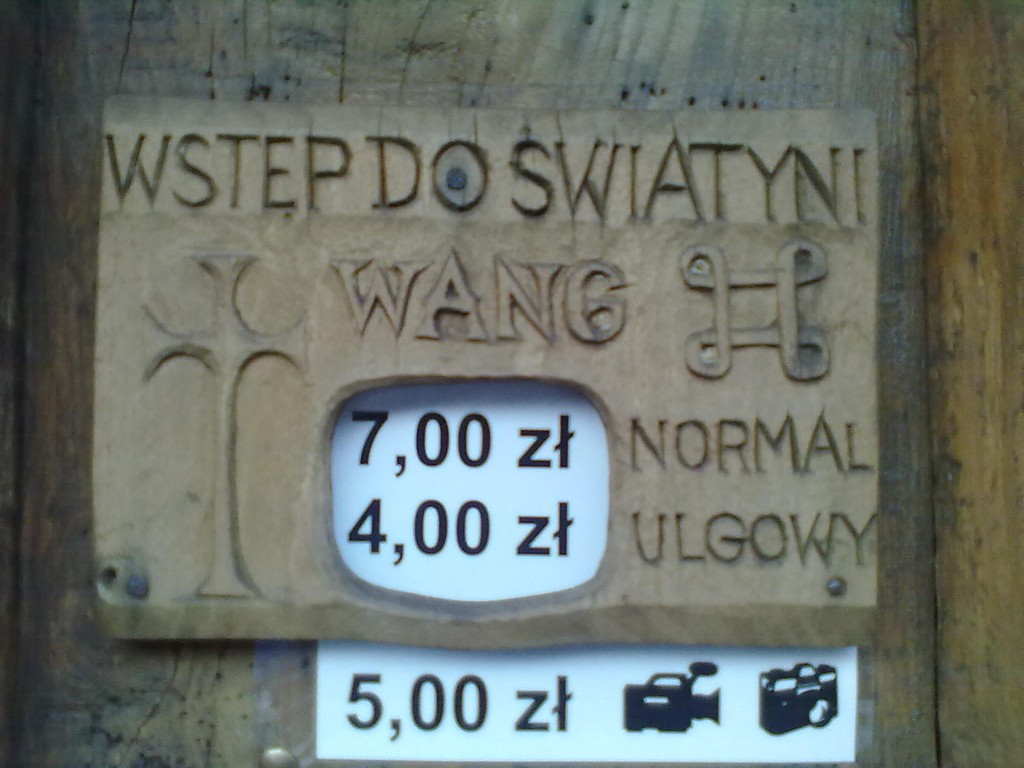 WSTĘP DO ŚWIĄTYNI
WANG
7,00 zł NORMAL
4,00 zł ULGOWY
5,00 zł